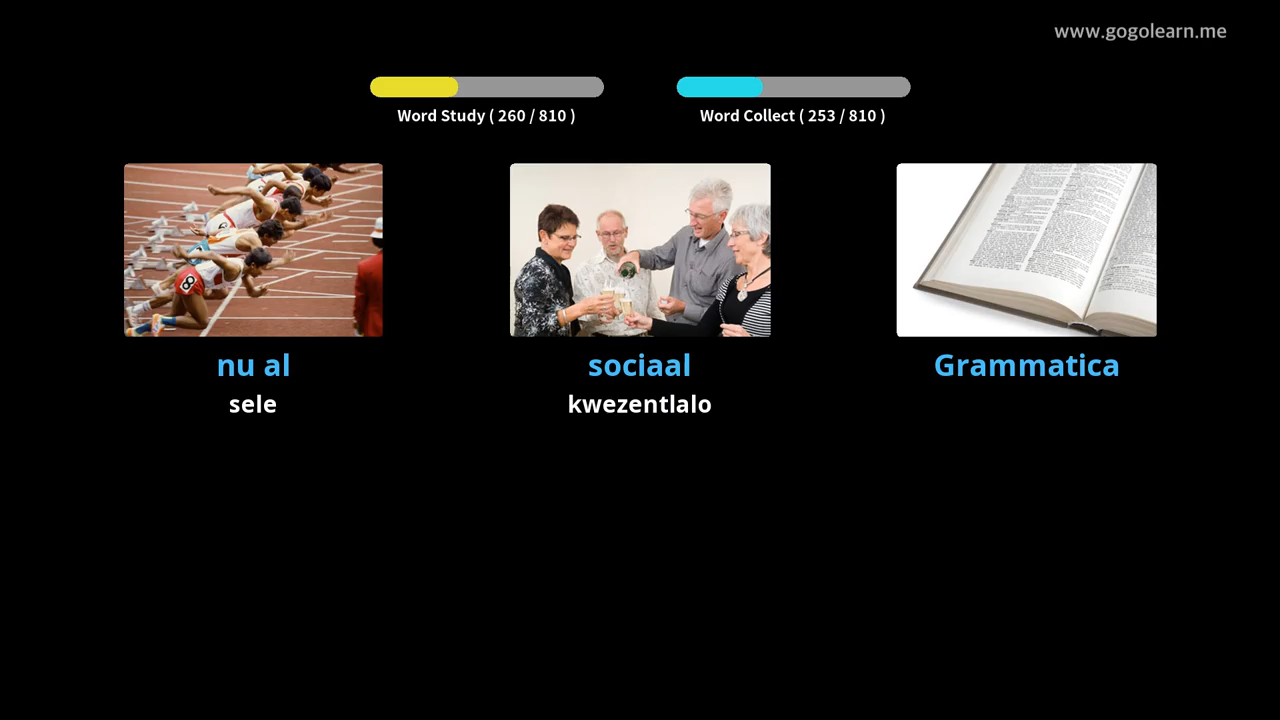 www.gogolearn.me
Word Study ( 260 / 810 )
Word Collect ( 253 / 810 )
nu al
sociaal
Grammatica
sele
kwezentlalo